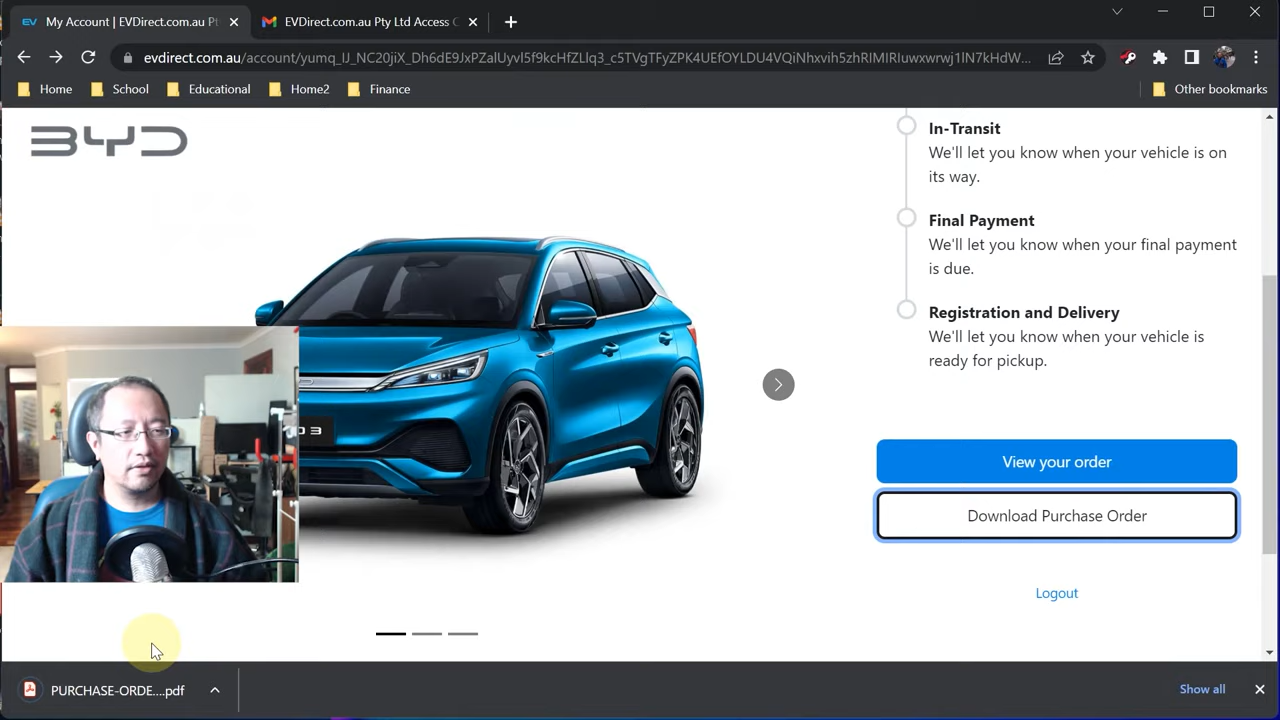 EV My Account | EVDirect.com.au Pt
EVDirect.com.au Pty Ltd Access C
evdirect.com.au/account/yumq_IJ_NC20jiX_Dh6dE9JxPZalUyvl5f9kcHfZLlq3_c5TVgTFyZPK4UEfOYLDU4VQiNhxvih5zhRIMIRIuwxwrwj1IN7kHdW...
Home
School
Educational
Home2
Finance
Other bookmarks
BYD
In-Transit
We'll let you know when your vehicle is on
its way.
Final Payment
We'll let you know when your final payment
is due.
Registration and Delivery
We'll let you know when your vehicle is
ready for pickup.
3
View your order
Download Purchase Order
Logout
PURCHASE-ORDE....pdf
Show all